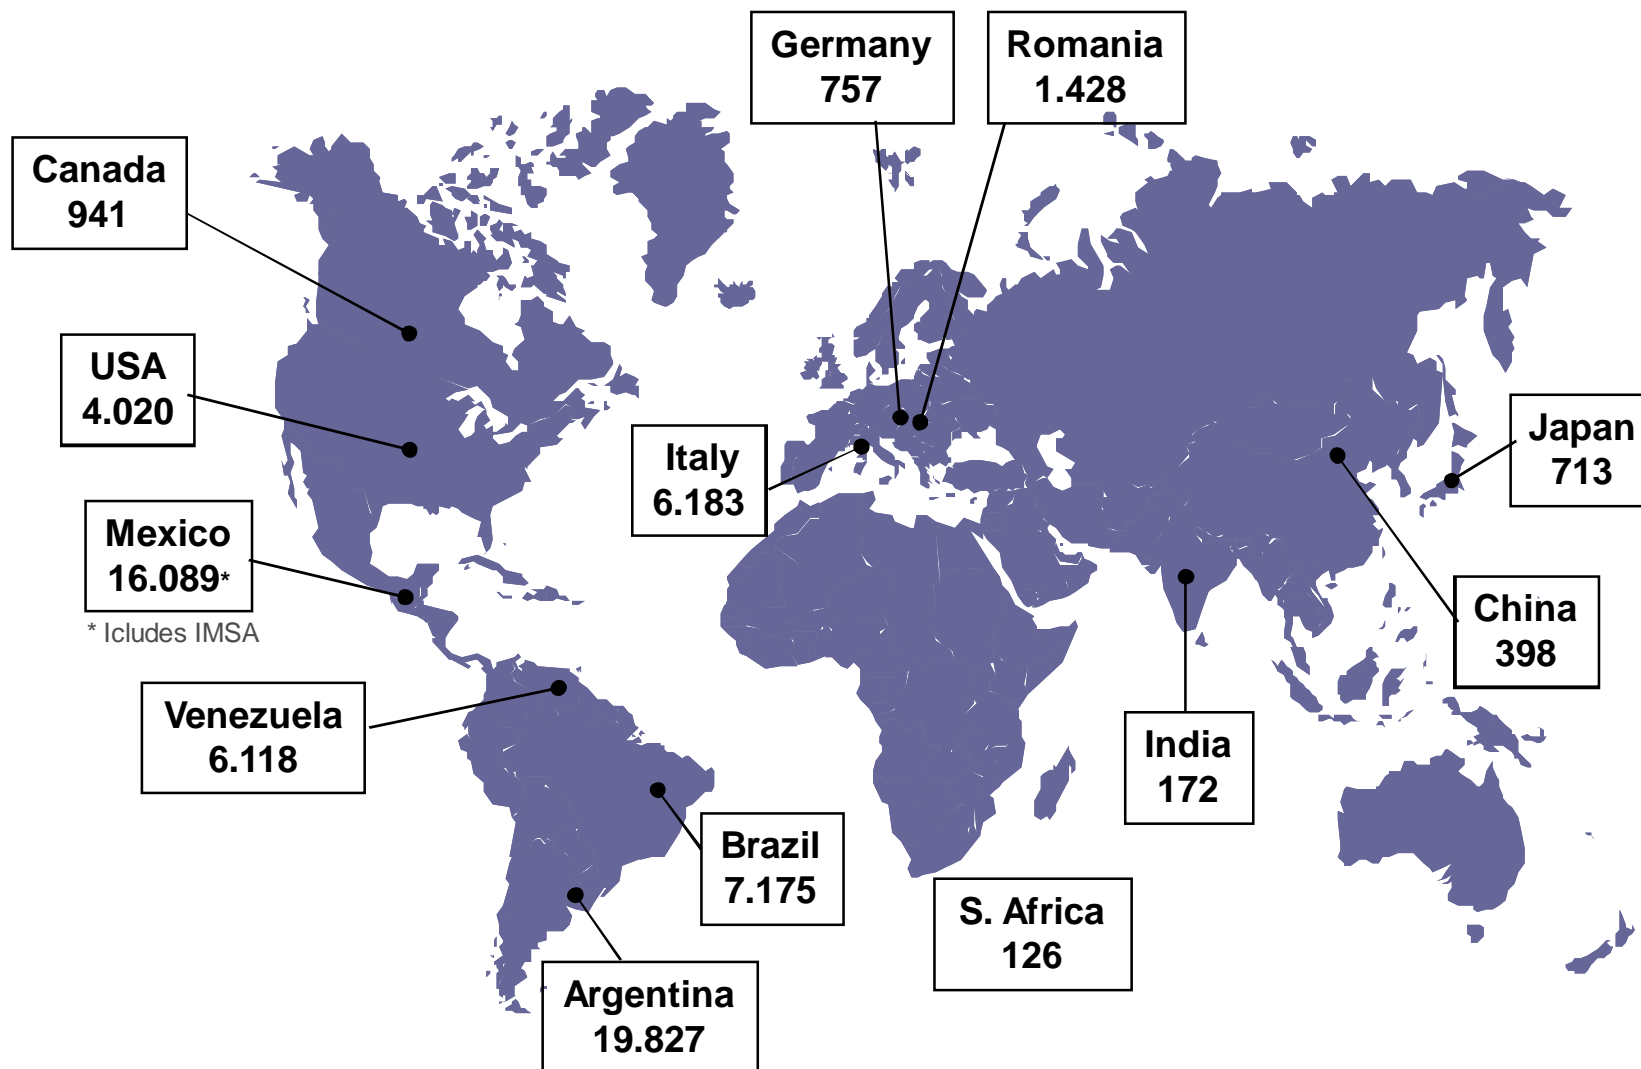 Germany
757
Romania
1.428
Canada
941
USA
4.020
Italy
6.183
Japan
713
Mexico
16.089*
* Icludes IMSA
China
398
Venezuela
6.118
India
172
Brazil
7.175
S. Africa
126
Argentina
19.827